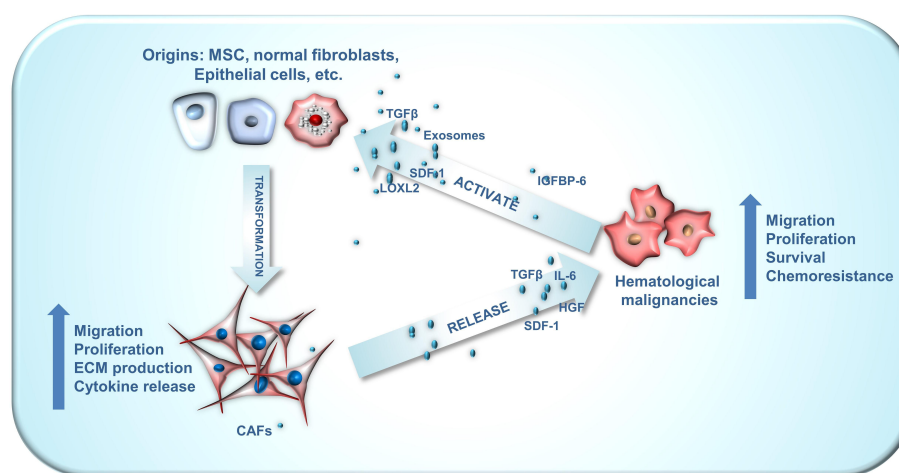 Origins: MSC, normal fibroblasts,
Epithelial cells, etc.
TGFβ
Exosomes
SDF-1
LOXL2
IGFBP-6
ACTIVATE
TRANSFORMATION
Migration
Proliferation
Survival
Chemoresistance
Hematological
malignancies
TGFβ
IL-6
HGF
SDF-1
RELEASE
Migration
Proliferation
ECM production
Cytokine release
CAFs